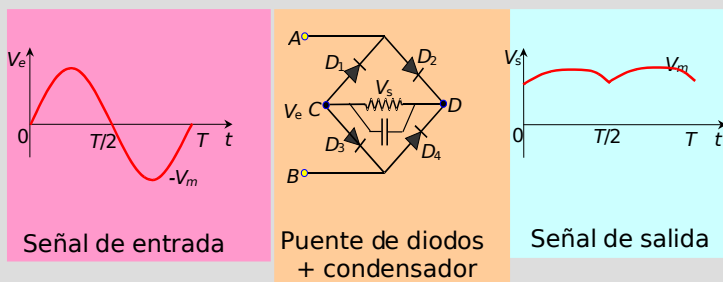 Vₑ
0
T/2
T
t
-Vₘ
Señal de entrada
A
D₁
D₂
Vₛ
Vₑ
C
D
D₃
D₄
B
Puente de diodos
+ condensador
Vₛ
Vₘ
0
T/2
T
t
Señal de salida